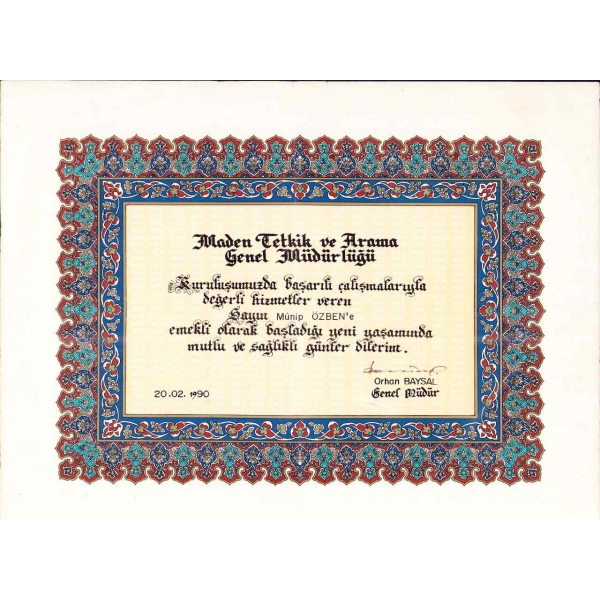 Maden Tetkik ve Arama
Genel Müdürlüğü
Kuruluşumuzda başarılı çalışmalarıyla
değerli hizmetler veren
Sayın Münip ÖZBEN'e
emekli olarak başladığı yeni yaşamında
mutlu ve sağlıklı günler dilerim.
Orhan BAYSAL
20.02.1990 Genel Müdür